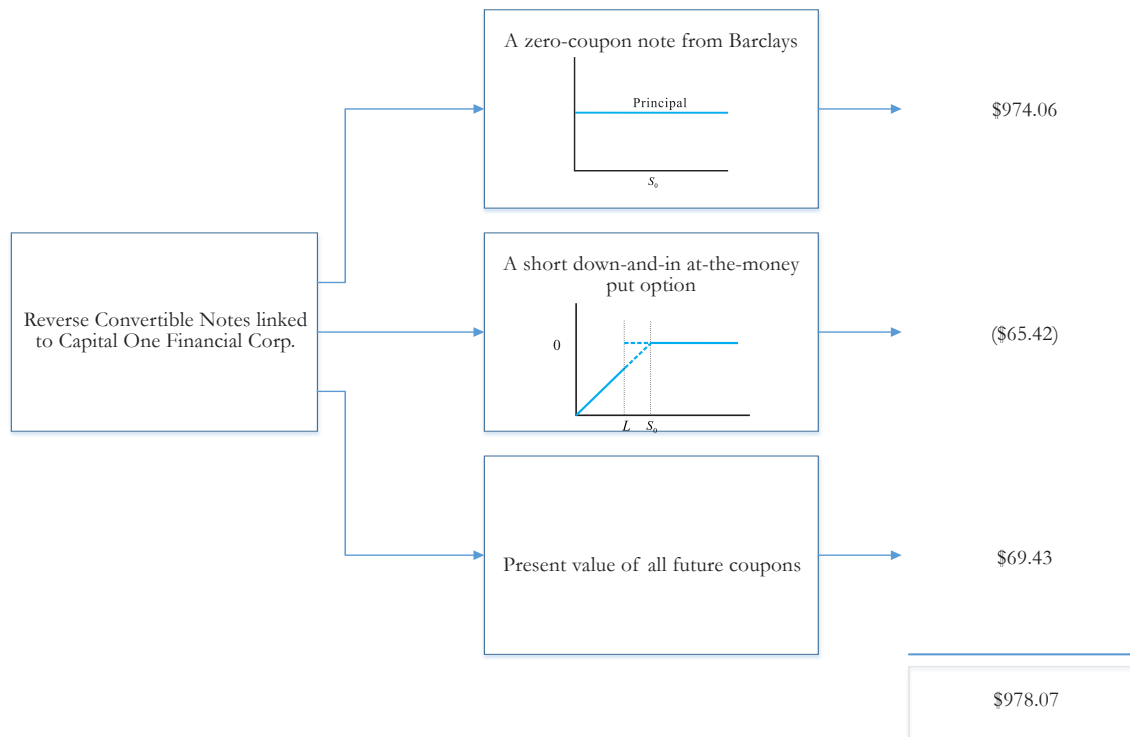 A zero-coupon note from Barclays
Principal
S₀
$974.06
Reverse Convertible Notes linked
to Capital One Financial Corp.
A short down-and-in at-the-money
put option
0
L S₀
($65.42)
Present value of all future coupons
$69.43
$978.07